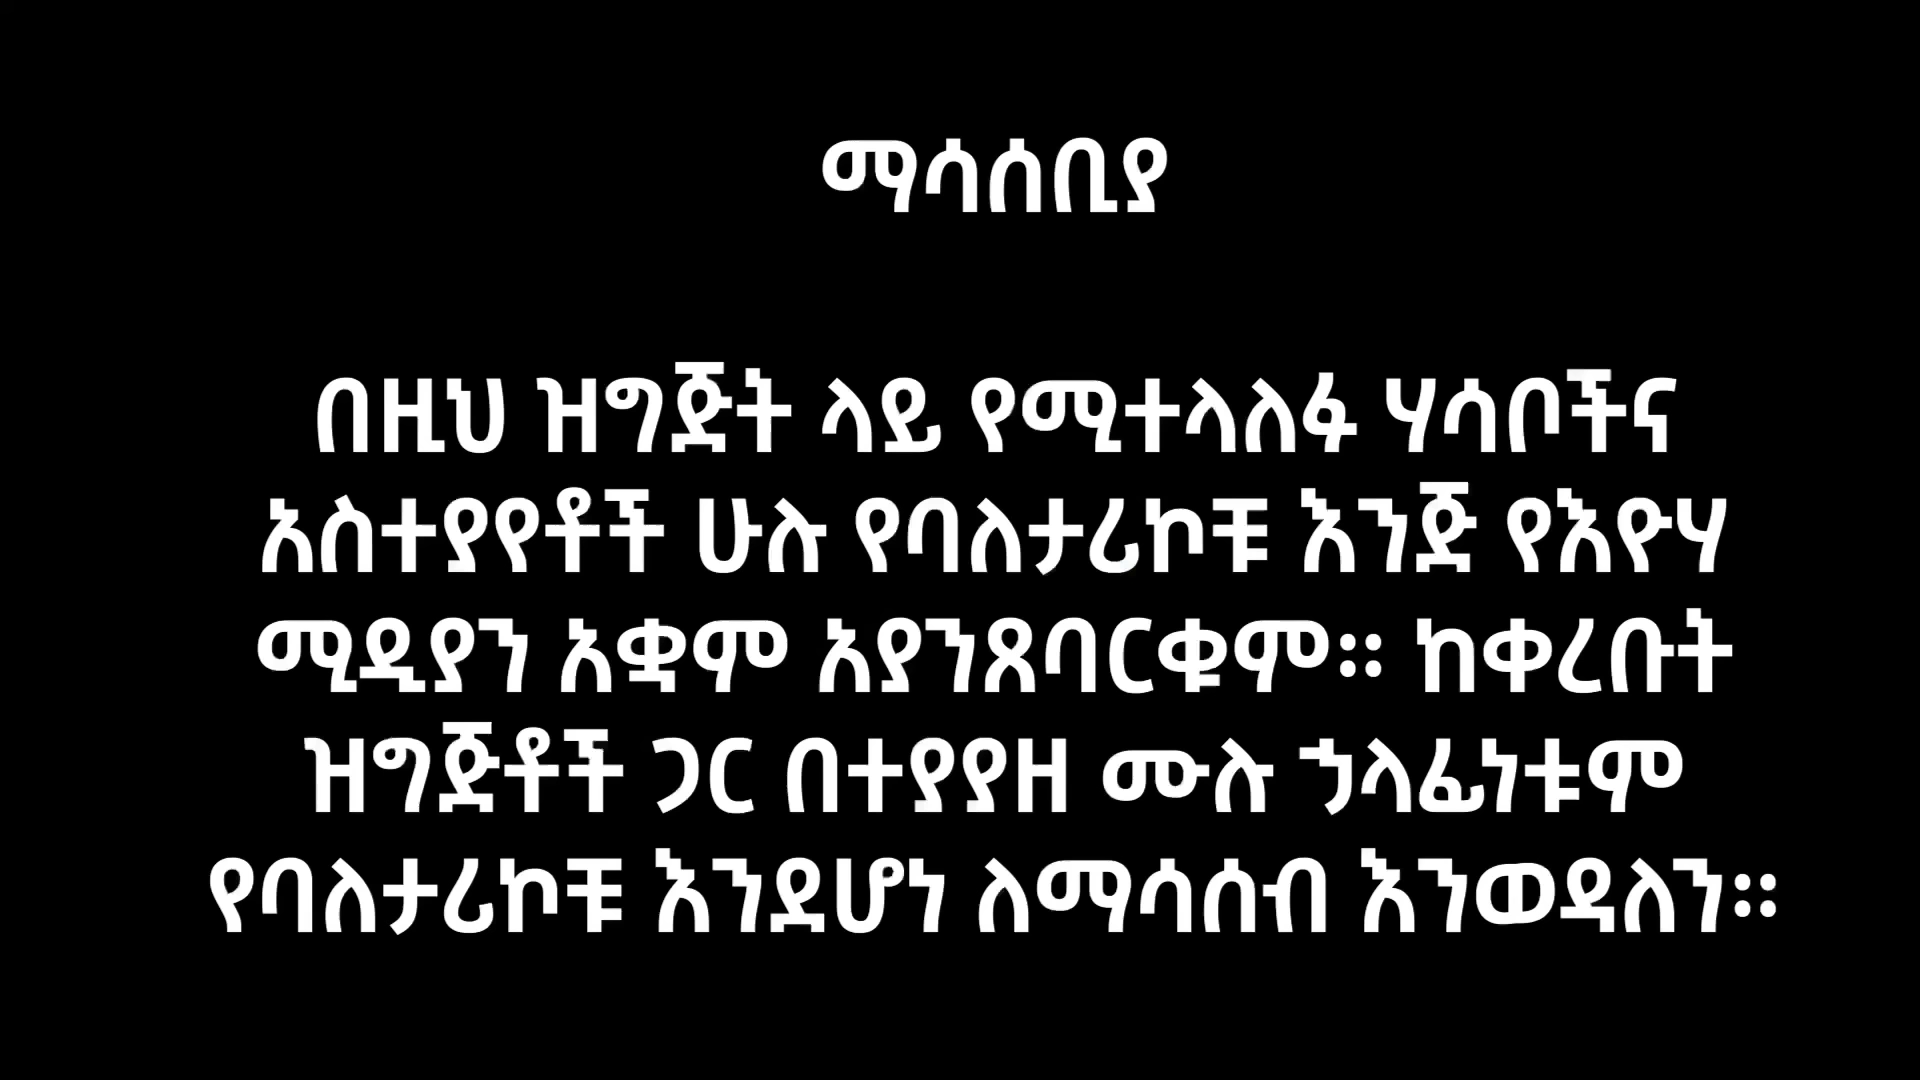 ማሳሰቢያ
በዚህ ዝግጅት ላይ የሚተላለፉ ሃሳቦችና
አስተያየቶች ሁሉ የባለታሪኮቹ እንጅ የእዮሃ
ሚዲያን አቋም አያንጸባርቁም። ከቀረቡት
ዝግጅቶች ጋር በተያያዘ ሙሉ ኃላፊነቱም
የባለታሪኮቹ እንደሆነ ለማሳሰብ እንወዳለን።